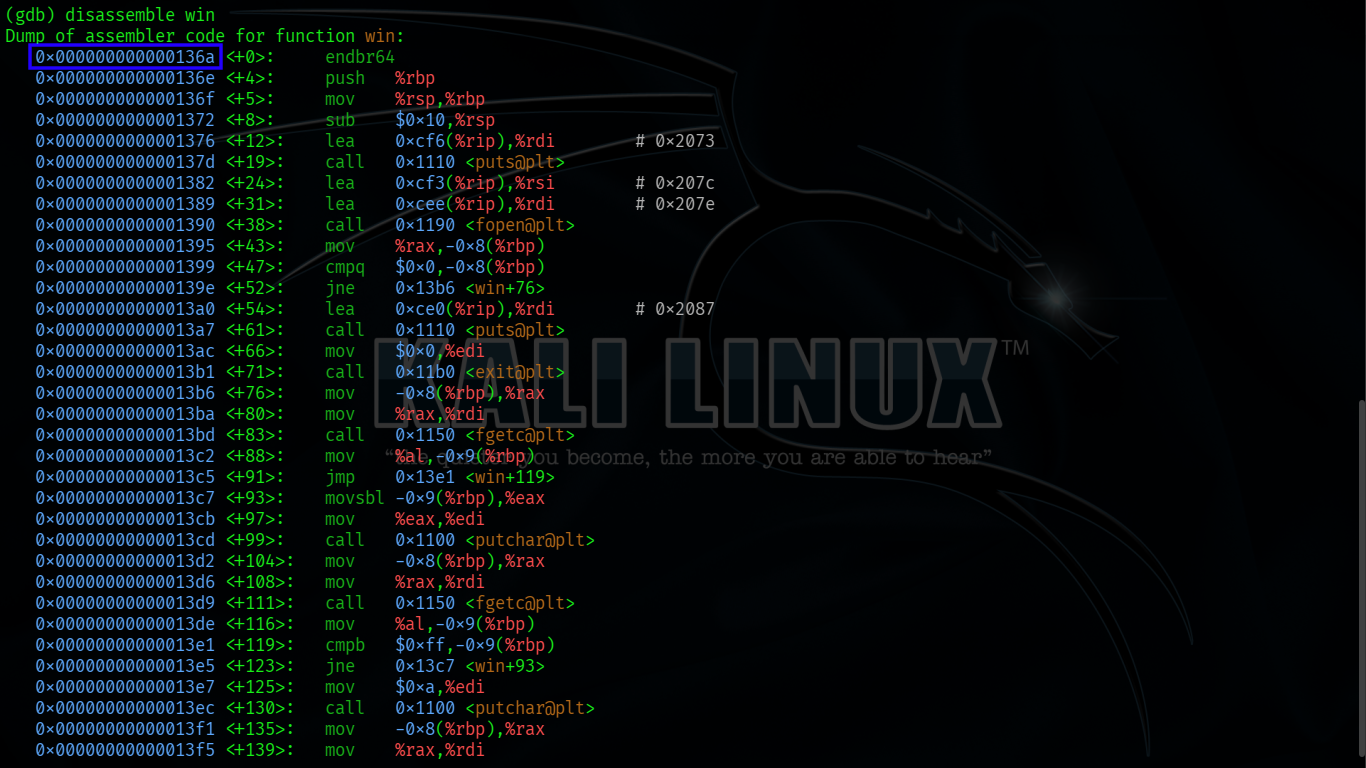 (gdb) disassemble win
Dump of assembler code for function win:
   0x000000000000136a <+0>:     endbr64
   0x000000000000136e <+4>:     push   %rbp
   0x000000000000136f <+5>:     mov    %rsp,%rbp
   0x0000000000001372 <+8>:     sub    $0x10,%rsp
   0x0000000000001376 <+12>:    lea    0xcf6(%rip),%rdi        # 0x2073
   0x000000000000137d <+19>:    call   0x1110 <puts@plt>
   0x0000000000001382 <+24>:    lea    0xcf3(%rip),%rsi        # 0x207c
   0x0000000000001389 <+31>:    lea    0xcee(%rip),%rdi        # 0x207e
   0x0000000000001390 <+38>:    call   0x1190 <fopen@plt>
   0x0000000000001395 <+43>:    mov    %rax,-0x8(%rbp)
   0x0000000000001399 <+47>:    cmpq   $0x0,-0x8(%rbp)
   0x000000000000139e <+52>:    jne    0x13b6 <win+76>
   0x00000000000013a0 <+54>:    lea    0xce0(%rip),%rdi        # 0x2087
   0x00000000000013a7 <+61>:    call   0x1110 <puts@plt>
   0x00000000000013ac <+66>:    mov    $0x0,%edi
   0x00000000000013b1 <+71>:    call   0x11b0 <exit@plt>
   0x00000000000013b6 <+76>:    mov    -0x8(%rbp),%rax
   0x00000000000013ba <+80>:    mov    %rax,%rdi
   0x00000000000013bd <+83>:    call   0x1150 <fgetc@plt>
   0x00000000000013c2 <+88>:    mov    %al,-0x9(%rbp)
   0x00000000000013c5 <+91>:    jmp    0x13e1 <win+119>
   0x00000000000013c7 <+93>:    movsbl -0x9(%rbp),%eax
   0x00000000000013cb <+97>:    mov    %eax,%edi
   0x00000000000013cd <+99>:    call   0x1100 <putchar@plt>
   0x00000000000013d2 <+104>:   mov    -0x8(%rbp),%rax
   0x00000000000013d6 <+108>:   mov    %rax,%rdi
   0x00000000000013d9 <+111>:   call   0x1150 <fgetc@plt>
   0x00000000000013de <+116>:   mov    %al,-0x9(%rbp)
   0x00000000000013e1 <+119>:   cmpb   $0xff,-0x9(%rbp)
   0x00000000000013e5 <+123>:   jne    0x13c7 <win+93>
   0x00000000000013e7 <+125>:   mov    $0xa,%edi
   0x00000000000013ec <+130>:   call   0x1100 <putchar@plt>
   0x00000000000013f1 <+135>:   mov    -0x8(%rbp),%rax
   0x00000000000013f5 <+139>:   mov    %rax,%rdi
KALI LINUX™
“the quieter you become, the more you are able to hear”